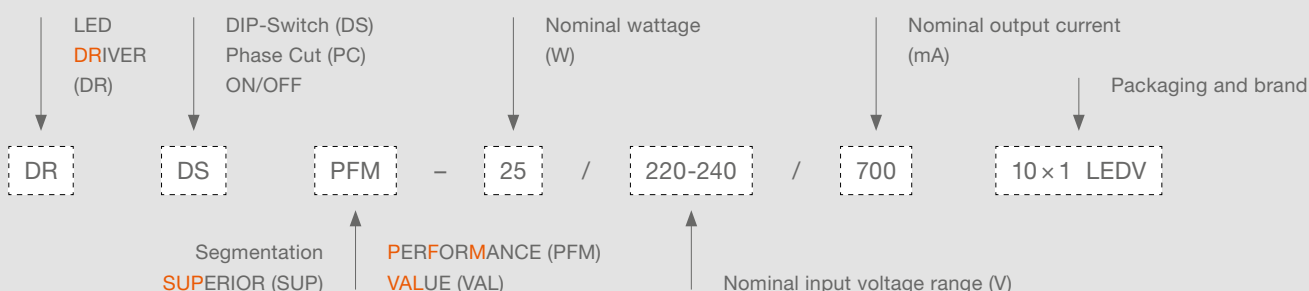 LED
DRIVER
(DR)
DIP-Switch (DS)
Phase Cut (PC)
ON/OFF
Nominal wattage
(W)
Nominal output current
(mA)
Packaging and brand
DR DS PFM – 25 / 220-240 / 700 10×1 LEDV
Segmentation
SUPERIOR (SUP)
PERFORMANCE (PFM)
VALUE (VAL)
Nominal input voltage range (V)